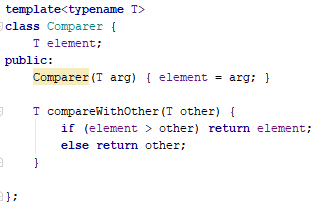 template<typename T>
class Comparer {
    T element;
public:
    Comparer(T arg) { element = arg; }

    T compareWithOther(T other) {
        if (element > other) return element;
        else return other;
    }

};